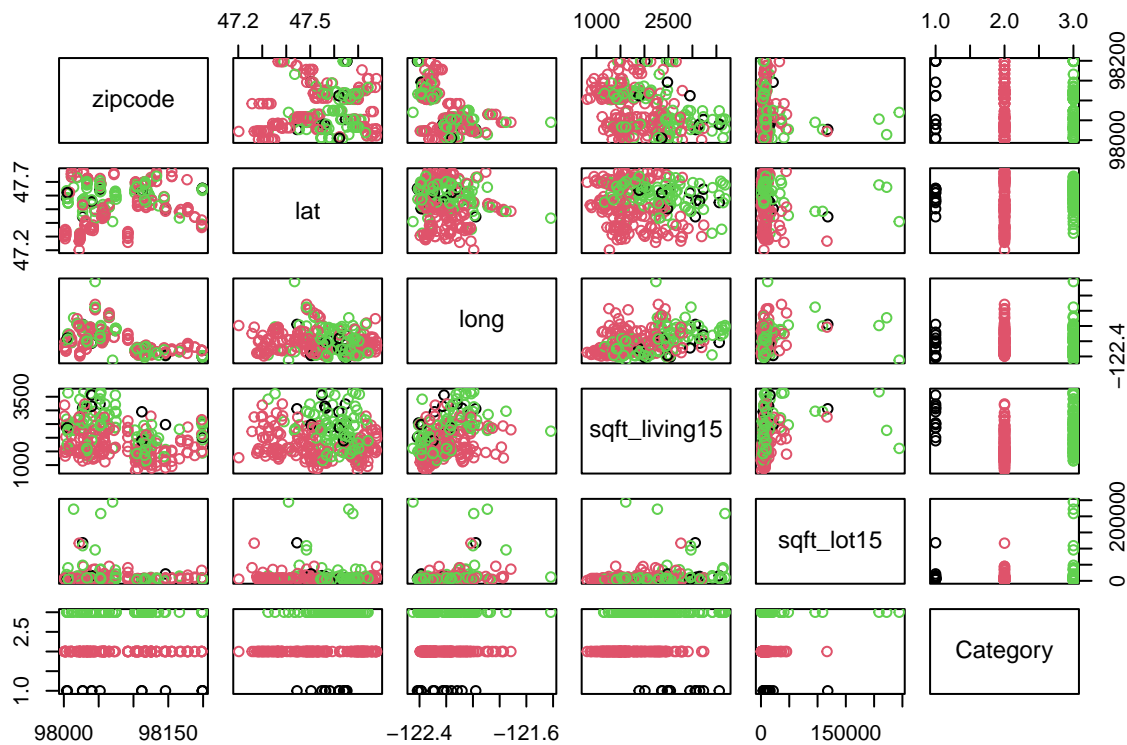 47.2 47.5 1000 2500 1.0 2.0 3.0
zipcode 98000 98200
47.2 47.7 lat
long −122.4
1000 3500 sqft_living15
sqft_lot15 0 200000
1.0 2.5 Category
98000 98150 −122.4 −121.6 0 150000